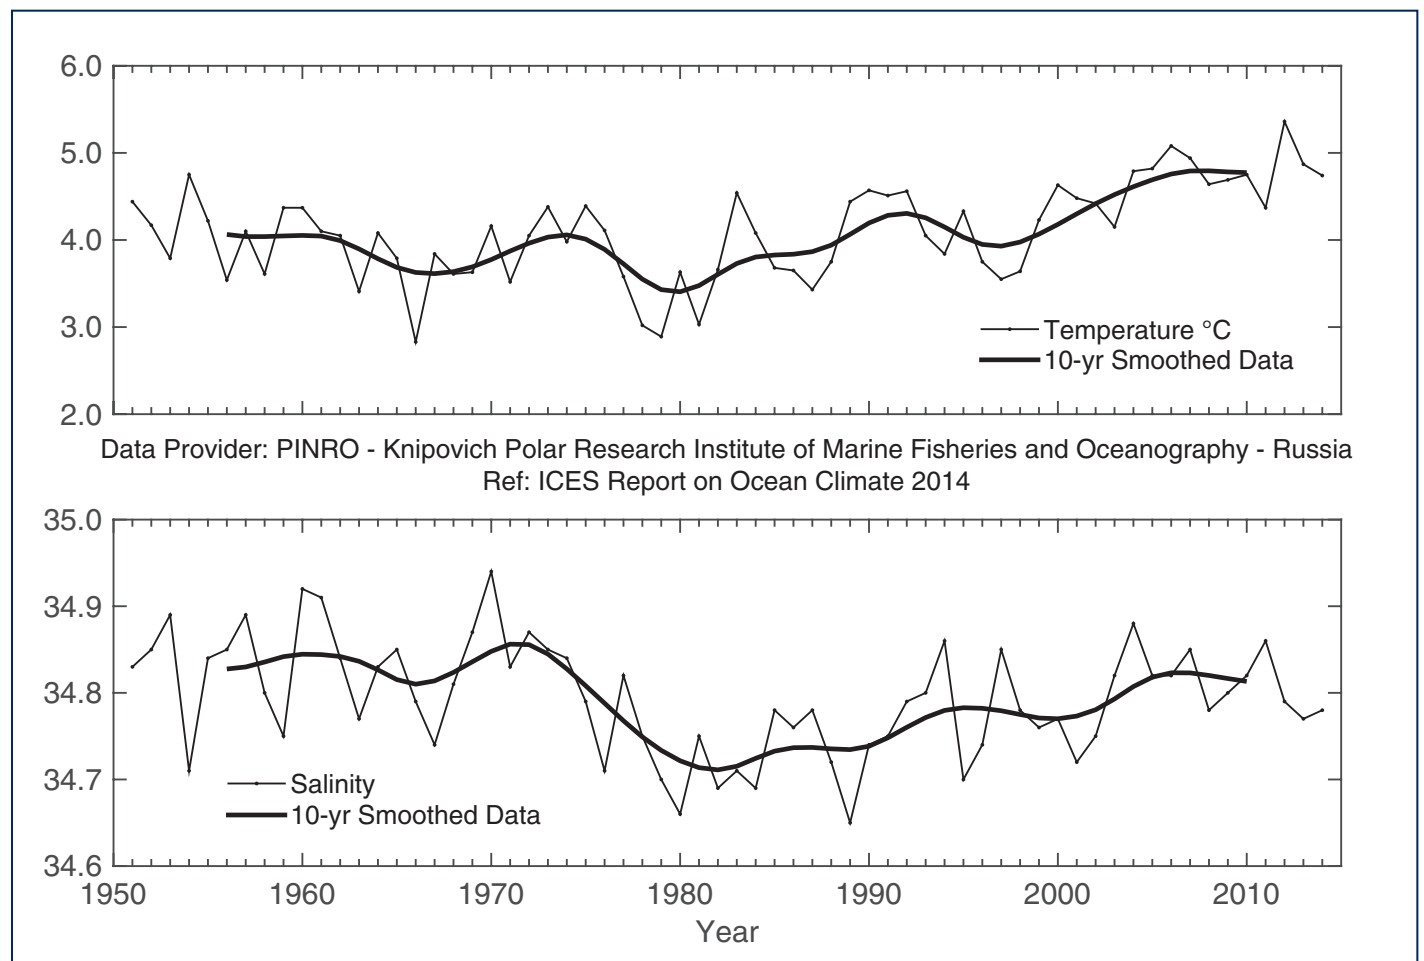 6.0
5.0
4.0
3.0
2.0
Temperature °C
10-yr Smoothed Data
Data Provider: PINRO - Knipovich Polar Research Institute of Marine Fisheries and Oceanography - Russia
Ref: ICES Report on Ocean Climate 2014
35.0
34.9
34.8
34.7
34.6
Salinity
10-yr Smoothed Data
1950 1960 1970 1980 1990 2000 2010
Year